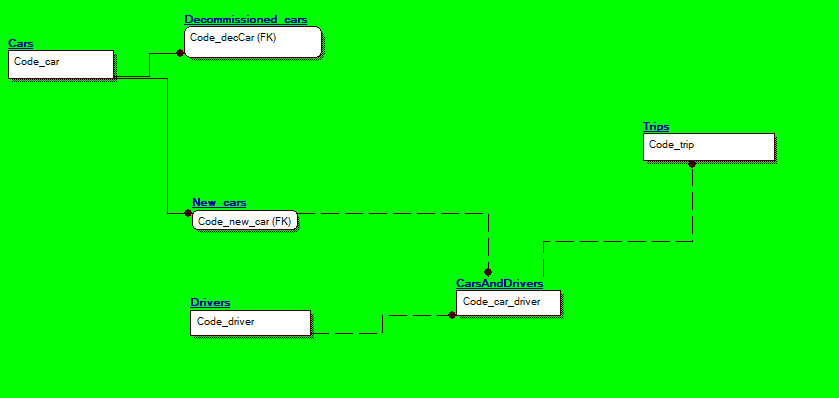 Decommissioned_cars
Code_decCar (FK)
Cars
Code_car
Trips
Code_trip
New_cars
Code_new_car (FK)
CarsAndDrivers
Code_car_driver
Drivers
Code_driver